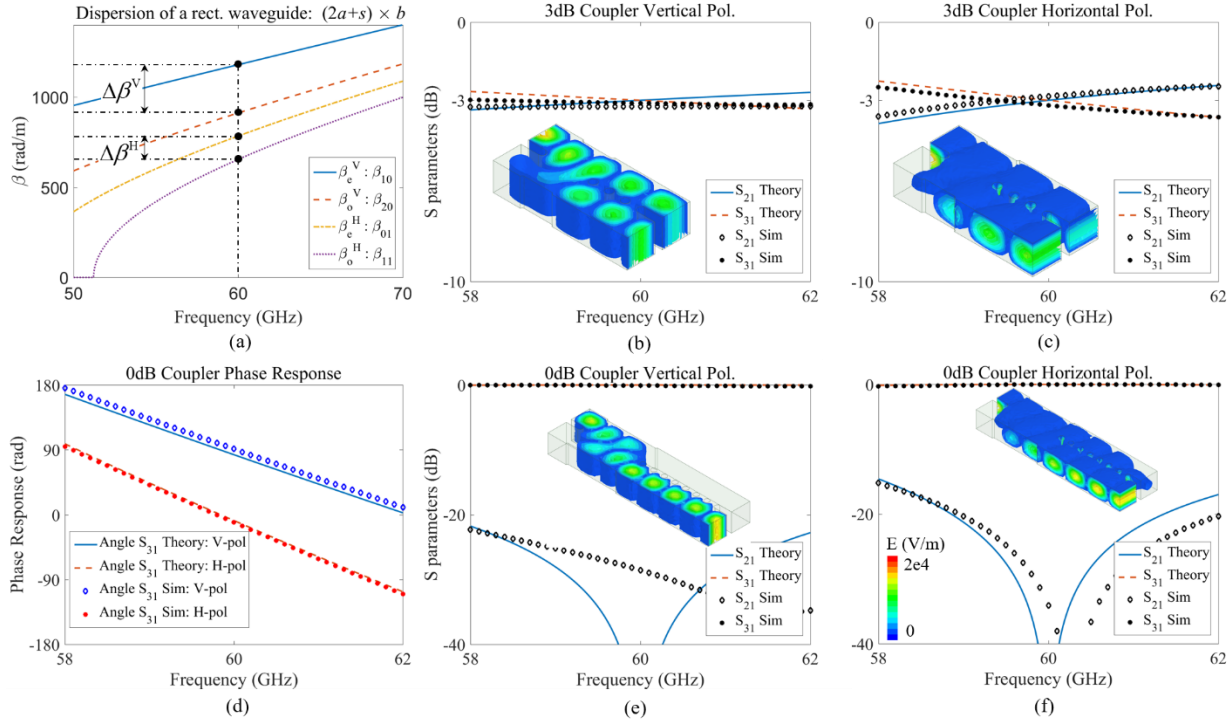 Dispersion of a rect. waveguide: (2a+s) × b
β (rad/m)
1000
500
0
Δβ^V
Δβ^H
β_e^V : β_10
β_o^V : β_20
β_e^H : β_01
β_o^H : β_11
50
60
70
Frequency (GHz)
(a)
3dB Coupler Vertical Pol.
S parameters (dB)
0
-3
-10
S_21 Theory
S_31 Theory
S_21 Sim
S_31 Sim
58
60
62
Frequency (GHz)
(b)
3dB Coupler Horizontal Pol.
0
-3
-10
S_21 Theory
S_31 Theory
S_21 Sim
S_31 Sim
58
60
62
Frequency (GHz)
(c)
0dB Coupler Phase Response
Phase Response (rad)
180
90
0
-90
-180
Angle S_31 Theory: V-pol
Angle S_31 Theory: H-pol
Angle S_31 Sim: V-pol
Angle S_31 Sim: H-pol
58
60
62
Frequency (GHz)
(d)
0dB Coupler Vertical Pol.
S parameters (dB)
0
-20
-40
S_21 Theory
S_31 Theory
S_21 Sim
S_31 Sim
58
60
62
Frequency (GHz)
(e)
0dB Coupler Horizontal Pol.
0
-20
-40
E (V/m)
2e4
0
S_21 Theory
S_31 Theory
S_21 Sim
S_31 Sim
58
60
62
Frequency (GHz)
(f)